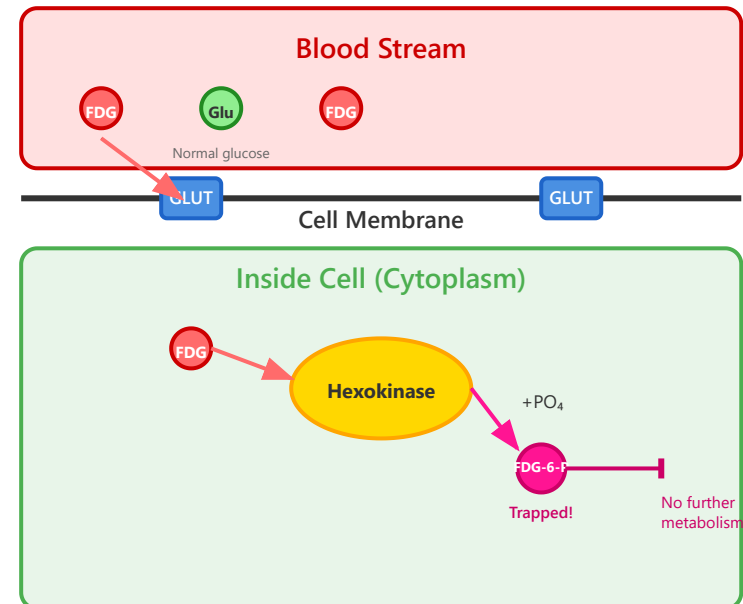 Blood Stream
FDG
Glu
FDG
Normal glucose
GLUT
GLUT
Cell Membrane
Inside Cell (Cytoplasm)
FDG
Hexokinase
+PO₄
FDG-6-P
Trapped!
No further
metabolism